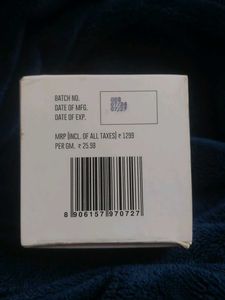 BATCH NO.
DATE OF MFG.
DATE OF EXP.
MRP (INCL. OF ALL TAXES) ₹ 1299
PER GM. ₹ 25.98
8 906157 970727